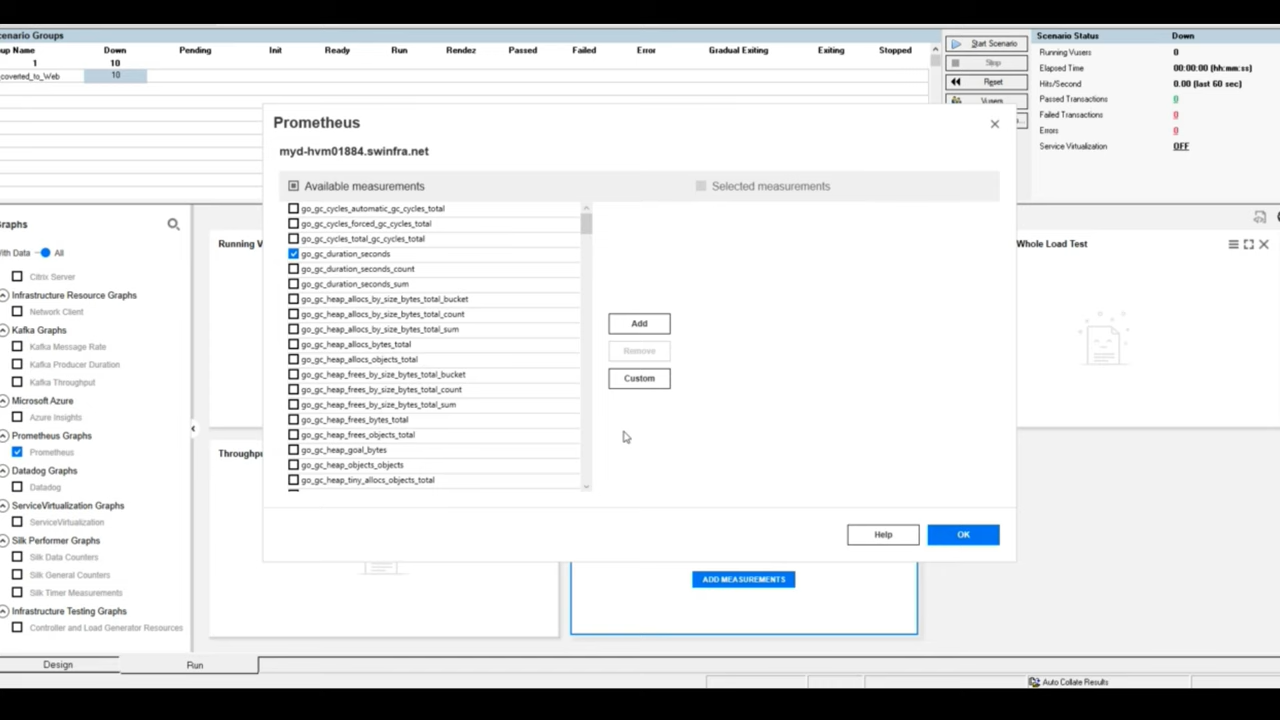 Scenario Groups
up Name Down Pending Init Ready Run Rendez Passed Failed Error Gradual Exiting Exiting Stopped
1 10
coverted_to_Web 10
Start Scenario
Stop
Reset
Vusers
Scenario Status Down
Running Vusers 0
Elapsed Time 00:00:00 (hh:mm:ss)
Hits/Second 0.00 (last 60 sec)
Passed Transactions 0
Failed Transactions 0
Errors 0
Service Virtualization OFF
Graphs
With Data All
Citrix Server
Infrastructure Resource Graphs
Network Client
Kafka Graphs
Kafka Message Rate
Kafka Producer Duration
Kafka Throughput
Microsoft Azure
Azure Insights
Prometheus Graphs
Prometheus
Datadog Graphs
Datadog
ServiceVirtualization Graphs
ServiceVirtualization
Silk Performer Graphs
Silk Data Counters
Silk General Counters
Silk Timer Measurements
Infrastructure Testing Graphs
Controller and Load Generator Resources
Running V
Whole Load Test
Throughp
Prometheus
myd-hvm01884.swinfra.net
Available measurements
Selected measurements
go_gc_cycles_automatic_gc_cycles_total
go_gc_cycles_forced_gc_cycles_total
go_gc_cycles_total_gc_cycles_total
go_gc_duration_seconds
go_gc_duration_seconds_count
go_gc_duration_seconds_sum
go_gc_heap_allocs_by_size_bytes_total_bucket
go_gc_heap_allocs_by_size_bytes_total_count
go_gc_heap_allocs_by_size_bytes_total_sum
go_gc_heap_allocs_bytes_total
go_gc_heap_allocs_objects_total
go_gc_heap_frees_by_size_bytes_total_bucket
go_gc_heap_frees_by_size_bytes_total_count
go_gc_heap_frees_by_size_bytes_total_sum
go_gc_heap_frees_bytes_total
go_gc_heap_frees_objects_total
go_gc_heap_goal_bytes
go_gc_heap_objects_objects
go_gc_heap_tiny_allocs_objects_total
Add
Remove
Custom
Help
OK
ADD MEASUREMENTS
Design
Run
Auto Collate Results